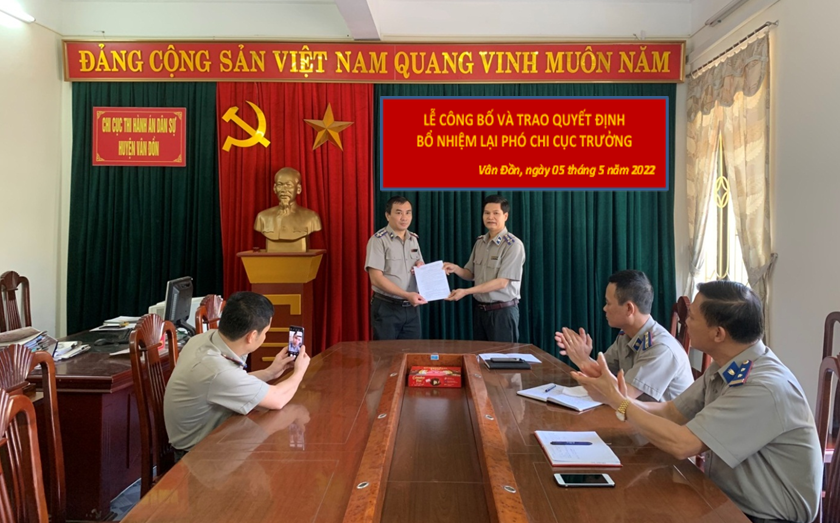 ĐẢNG CỘNG SẢN VIỆT NAM QUANG VINH MUÔN NĂM
CHI CỤC THI HÀNH ÁN DÂN SỰ
HUYỆN VÂN ĐỒN
LỄ CÔNG BỐ VÀ TRAO QUYẾT ĐỊNH
BỔ NHIỆM LẠI PHÓ CHI CỤC TRƯỞNG
Vân Đồn, ngày 05 tháng 5 năm 2022